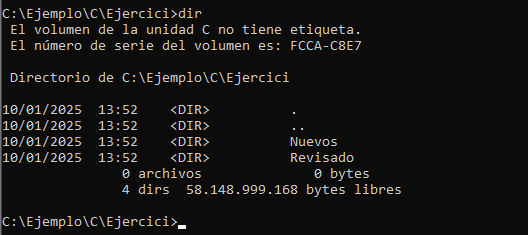 C:\Ejemplo\C\Ejercici>dir
 El volumen de la unidad C no tiene etiqueta.
 El número de serie del volumen es: FCCA-C8E7

 Directorio de C:\Ejemplo\C\Ejercici

10/01/2025  13:52    <DIR>          .
10/01/2025  13:52    <DIR>          ..
10/01/2025  13:52    <DIR>          Nuevos
10/01/2025  13:52    <DIR>          Revisado
               0 archivos              0 bytes
               4 dirs  58.148.999.168 bytes libres

C:\Ejemplo\C\Ejercici>